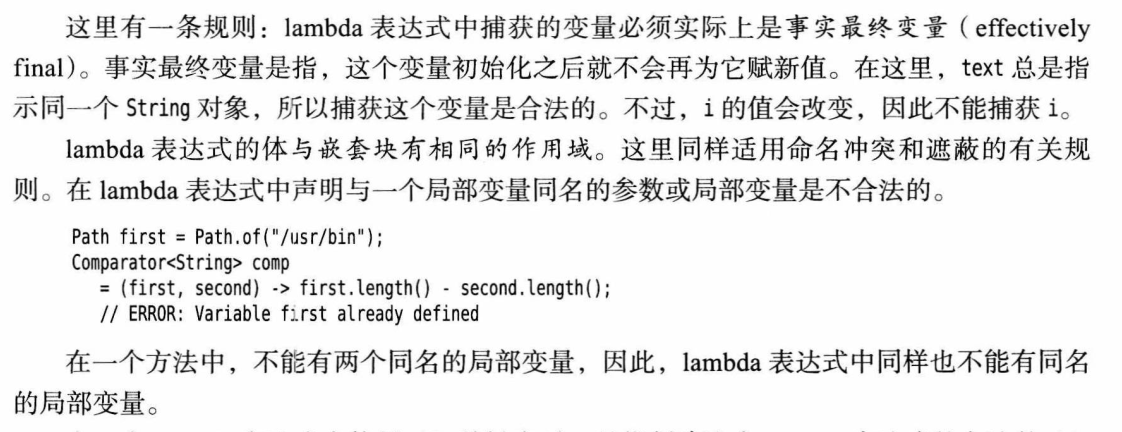 这里有一条规则：lambda 表达式中捕获的变量必须实际上是事实最终变量（effectively
final）。事实最终变量是指，这个变量初始化之后就不会再为它赋新值。在这里，text 总是指
示同一个 String 对象，所以捕获这个变量是合法的。不过，i 的值会改变，因此不能捕获 i。
lambda 表达式的体与嵌套块有相同的作用域。这里同样适用命名冲突和遮蔽的有关规
则。在 lambda 表达式中声明与一个局部变量同名的参数或局部变量是不合法的。
Path first = Path.of("/usr/bin");
Comparator<String> comp
= (first, second) -> first.length() - second.length();
// ERROR: Variable first already defined
在一个方法中，不能有两个同名的局部变量，因此，lambda 表达式中同样也不能有同名
的局部变量。